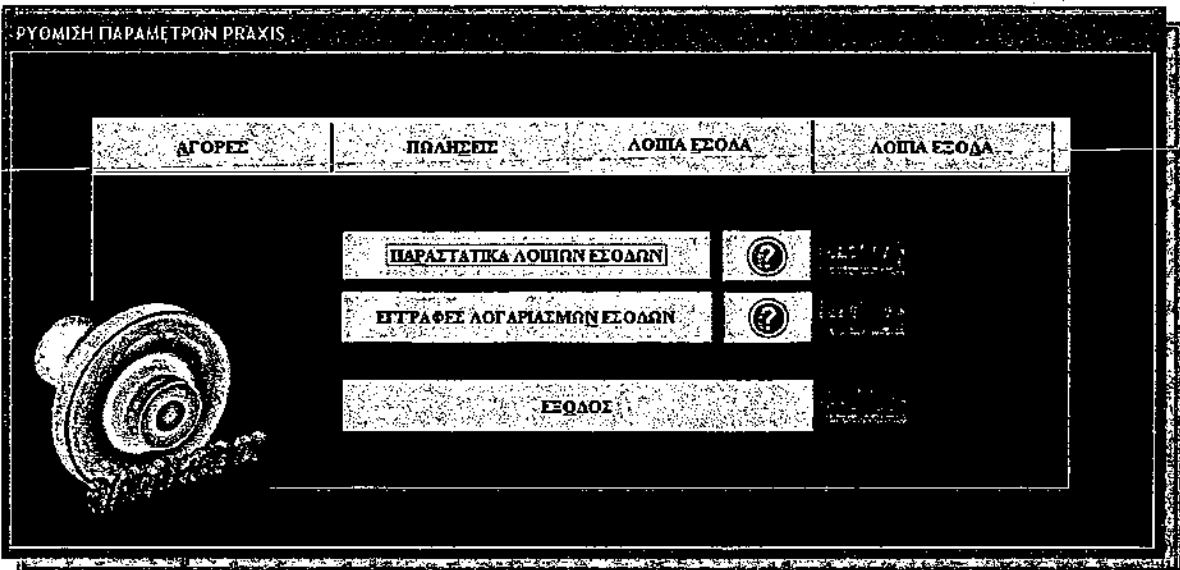 ΡΥΘΜΙΣΗ ΠΑΡΑΜΕΤΡΩΝ PRAXIS
ΑΓΟΡΕΣ ΠΩΛΗΣΕΙΣ ΛΟΙΠΑ ΕΣΟΔΑ ΛΟΙΠΑ ΕΞΟΔΑ
ΠΑΡΑΣΤΑΤΙΚΑ ΛΟΙΠΩΝ ΕΣΟΔΩΝ ?
ΕΓΓΡΑΦΕΣ ΛΟΓΑΡΙΑΣΜΩΝ ΕΣΟΔΩΝ ?
ΕΞΟΔΟΣ